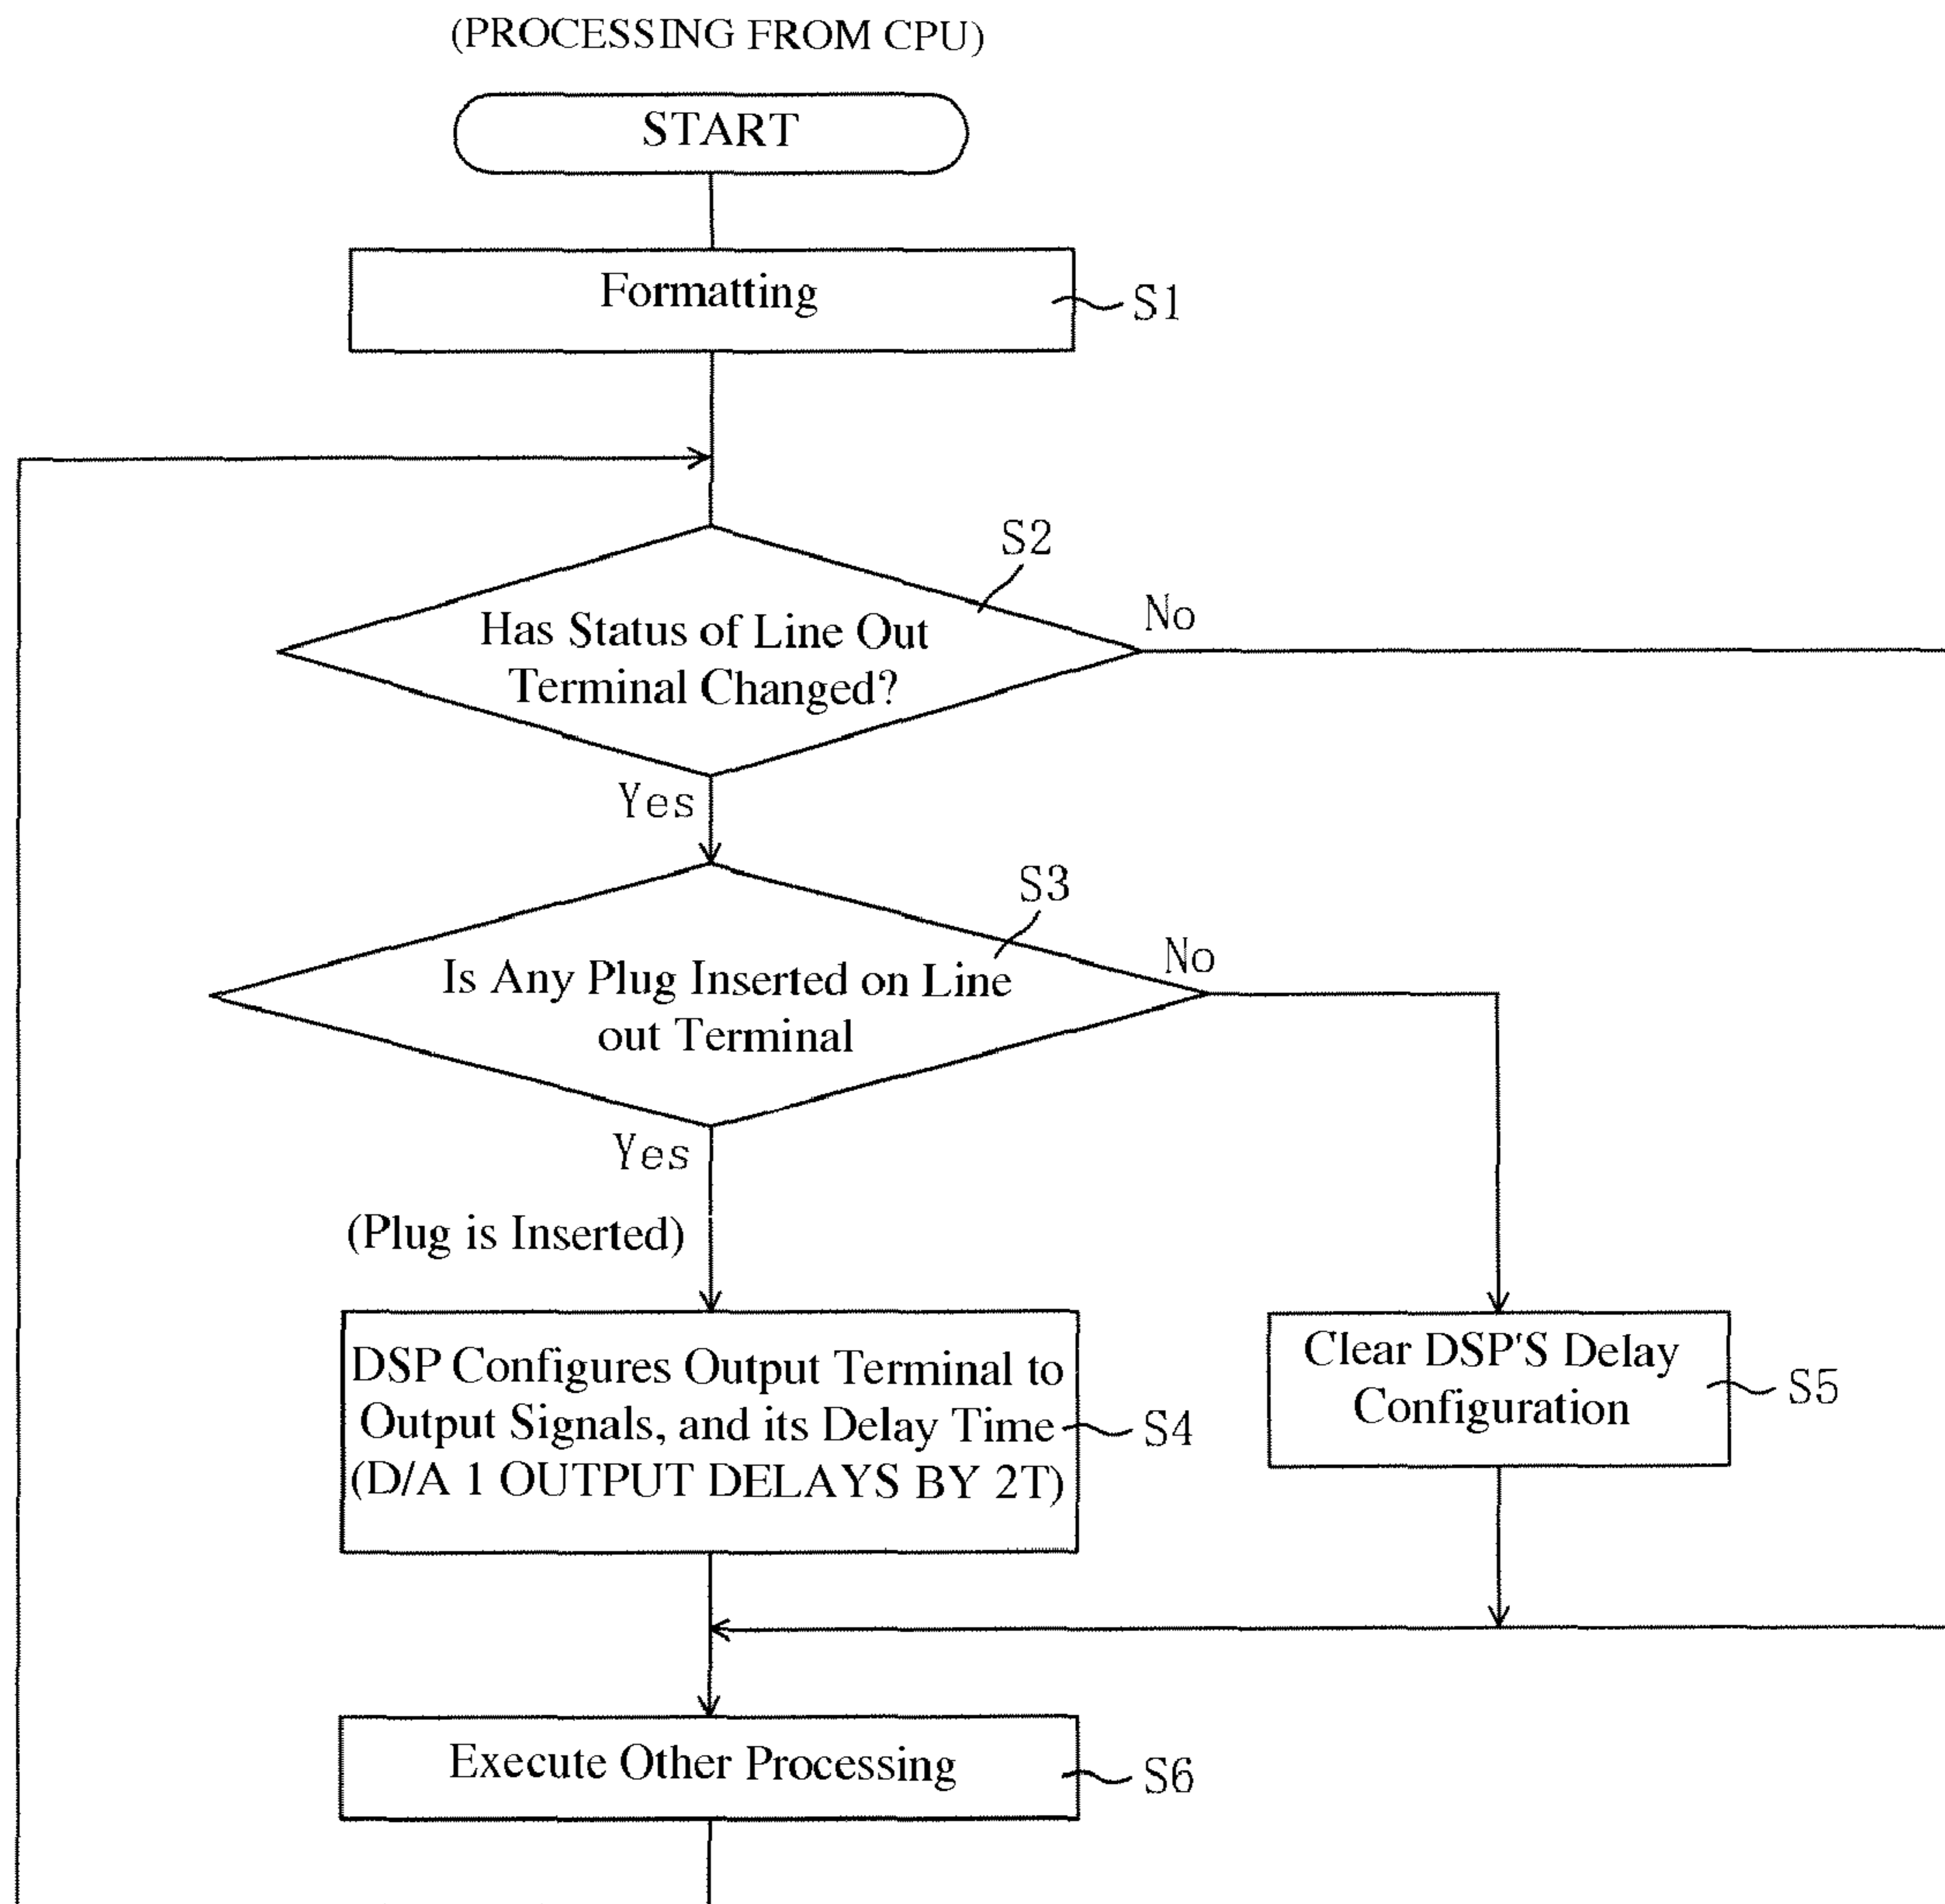 (PROCESSING FROM CPU)
START
Formatting
S1
S2
Has Status of Line Out
Terminal Changed?
No
Yes
S3
Is Any Plug Inserted on Line
out Terminal
No
Yes
(Plug is Inserted)
DSP Configures Output Terminal to
Output Signals, and its Delay Time
(D/A 1 OUTPUT DELAYS BY 2T)
S4
Clear DSP'S Delay
Configuration
S5
Execute Other Processing
S6